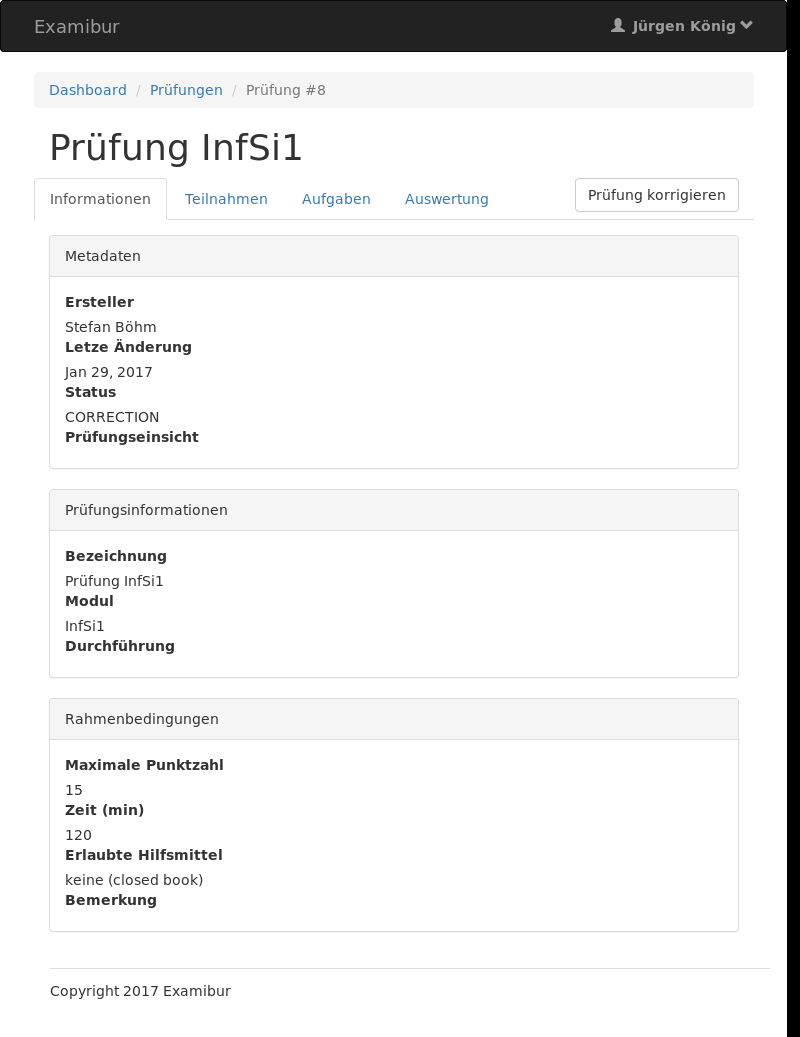 Examibur
Jürgen König
Dashboard / Prüfungen / Prüfung #8
Prüfung InfSi1
Informationen Teilnahmen Aufgaben Auswertung Prüfung korrigieren
Metadaten
Ersteller
Stefan Böhm
Letze Änderung
Jan 29, 2017
Status
CORRECTION
Prüfungseinsicht
Prüfungsinformationen
Bezeichnung
Prüfung InfSi1
Modul
InfSi1
Durchführung
Rahmenbedingungen
Maximale Punktzahl
15
Zeit (min)
120
Erlaubte Hilfsmittel
keine (closed book)
Bemerkung
Copyright 2017 Examibur